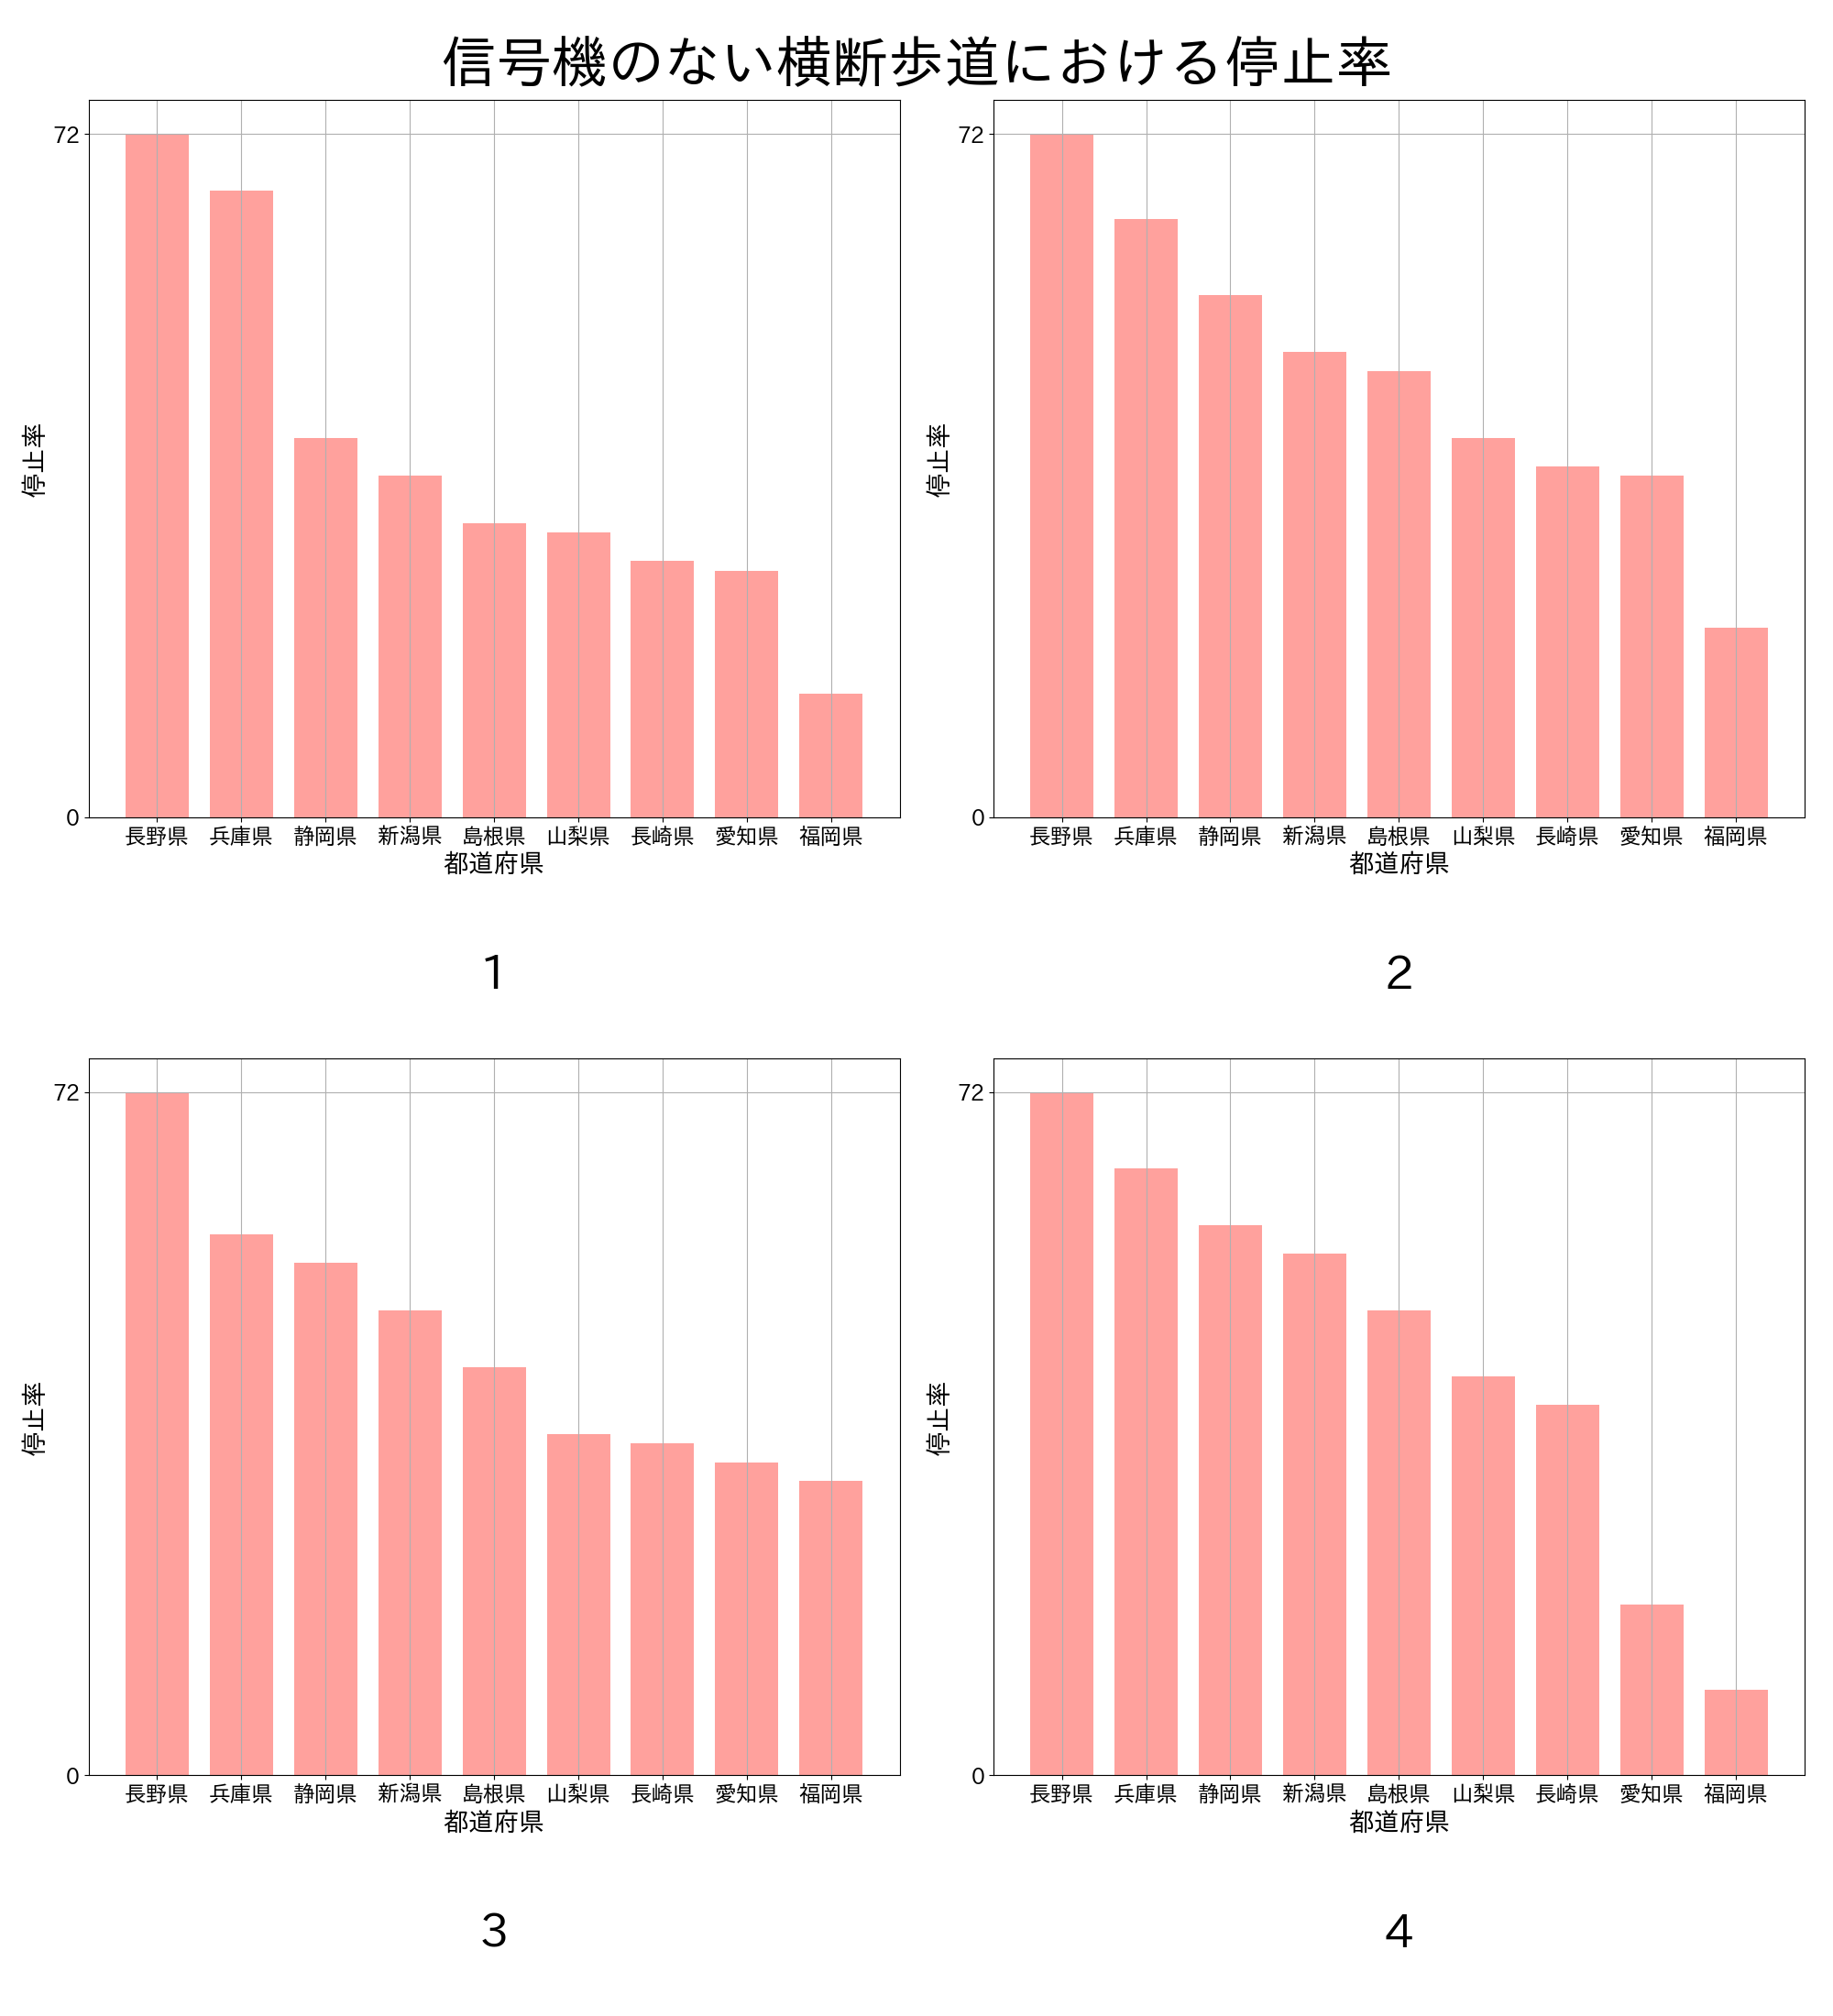 信号機のない横断歩道における停止率
72
停止率
0
長野県 兵庫県 静岡県 新潟県 島根県 山梨県 長崎県 愛知県 福岡県
都道府県
1
72
停止率
0
長野県 兵庫県 静岡県 新潟県 島根県 山梨県 長崎県 愛知県 福岡県
都道府県
2
72
停止率
0
長野県 兵庫県 静岡県 新潟県 島根県 山梨県 長崎県 愛知県 福岡県
都道府県
3
72
停止率
0
長野県 兵庫県 静岡県 新潟県 島根県 山梨県 長崎県 愛知県 福岡県
都道府県
4